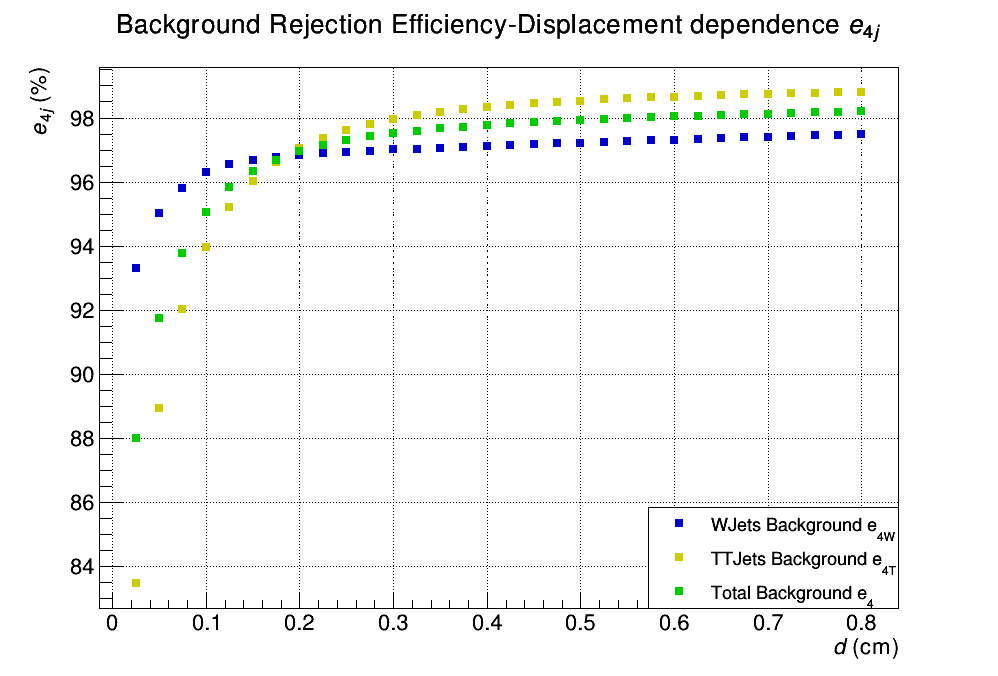 Background Rejection Efficiency-Displacement dependence e4j
e4j (%)
98
96
94
92
90
88
86
84
WJets Background e4W
TTJets Background e4T
Total Background e4
0 0.1 0.2 0.3 0.4 0.5 0.6 0.7 0.8
d (cm)